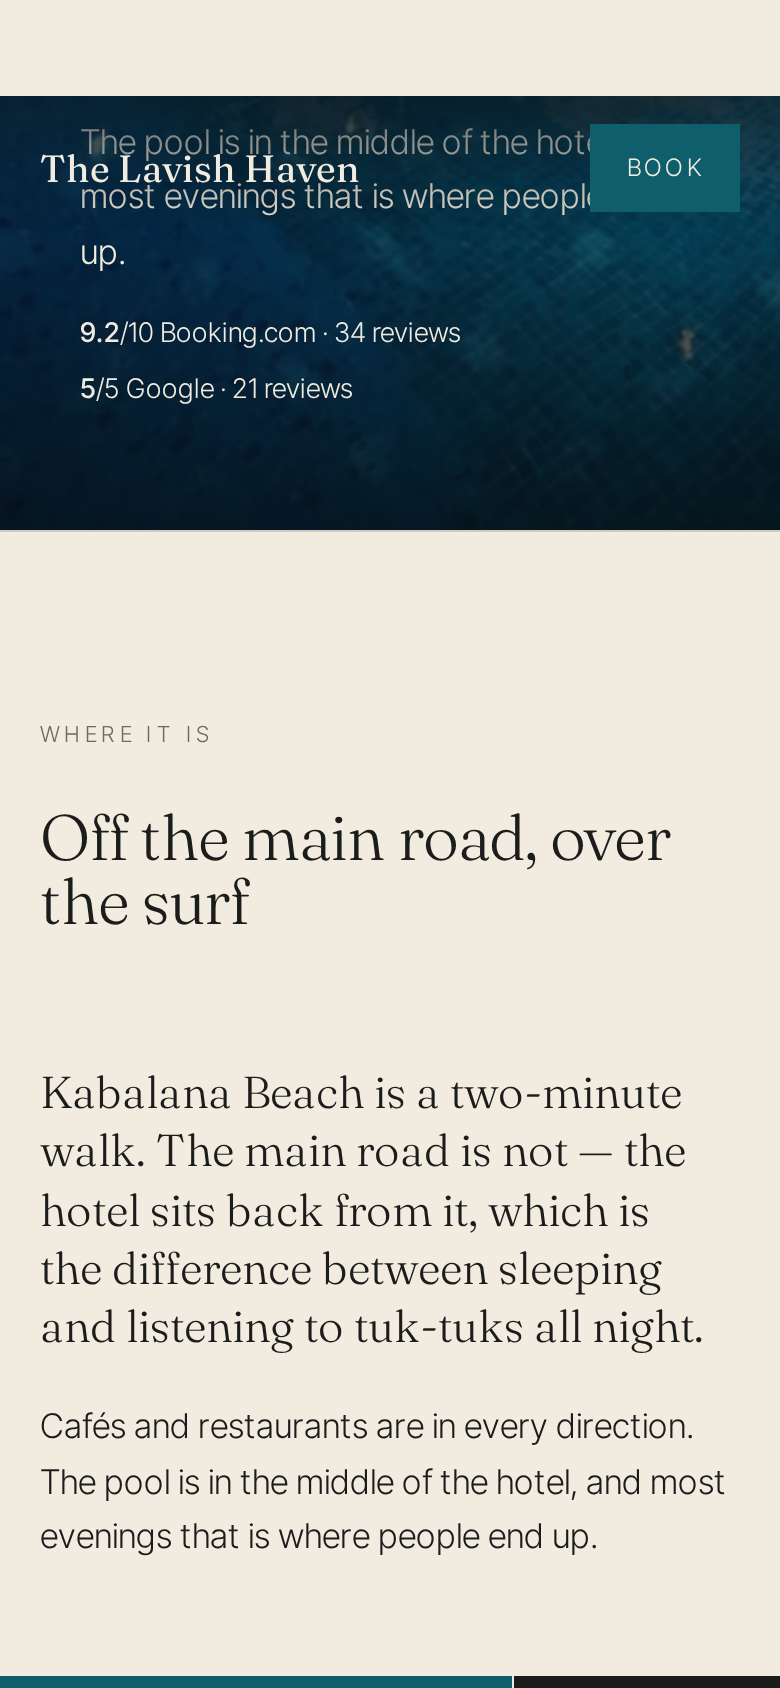 The pool is in the middle of the hote
The Lavish Haven
BOOK
most evenings that is where people
up.
9.2/10 Booking.com · 34 reviews
5/5 Google · 21 reviews
WHERE IT IS
Off the main road, over
the surf
Kabalana Beach is a two-minute
walk. The main road is not — the
hotel sits back from it, which is
the difference between sleeping
and listening to tuk-tuks all night.
Cafés and restaurants are in every direction.
The pool is in the middle of the hotel, and most
evenings that is where people end up.